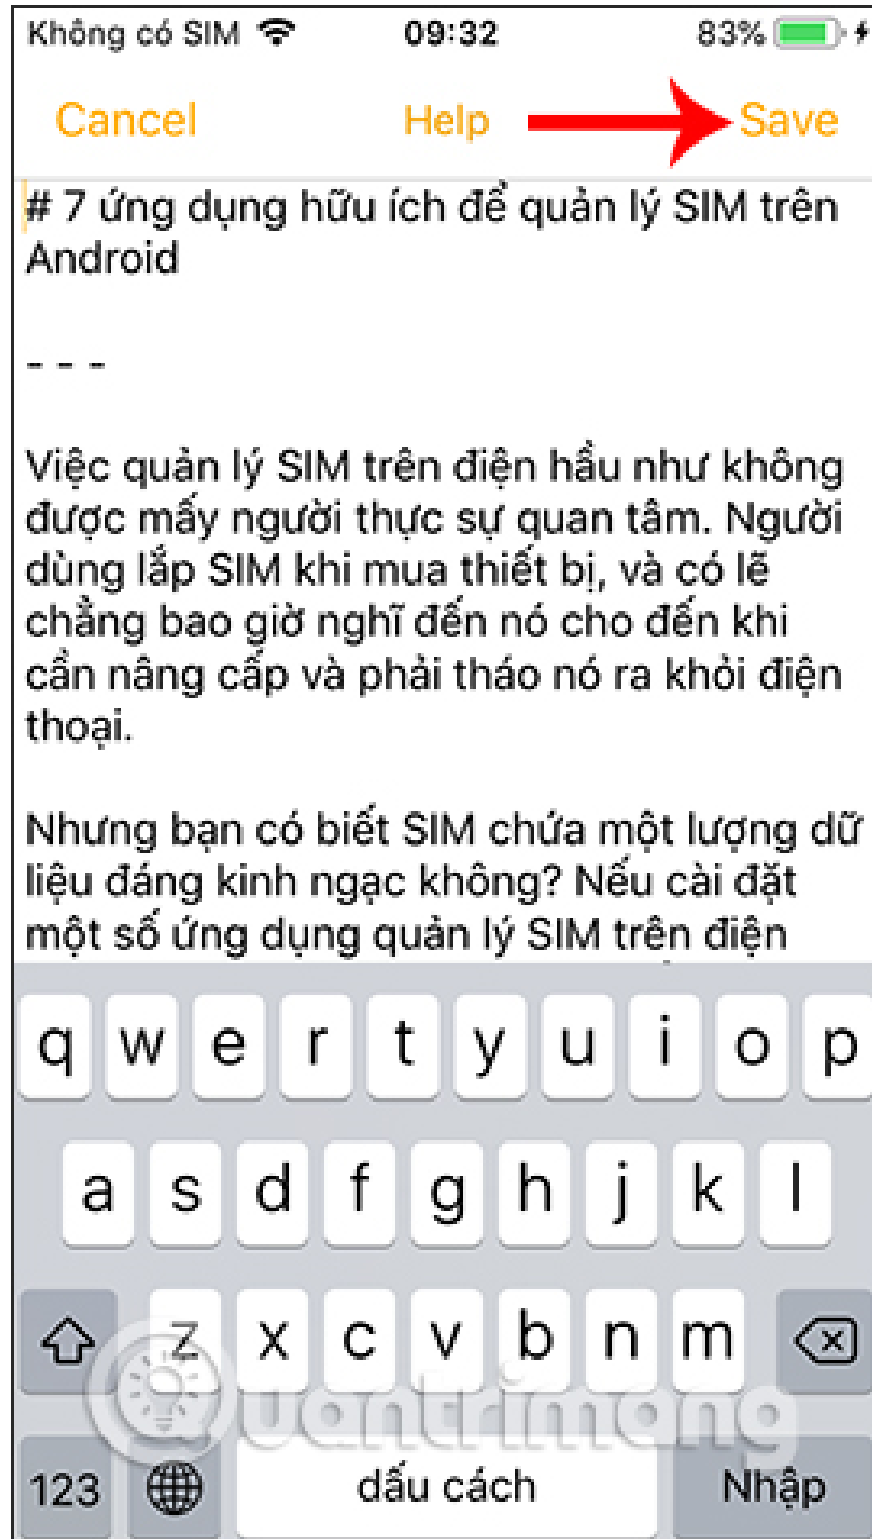 Không có SIM 09:32 83%
Cancel Help Save
# 7 ứng dụng hữu ích để quản lý SIM trên
Android
- - -
Việc quản lý SIM trên điện hầu như không
được mấy người thực sự quan tâm. Người
dùng lắp SIM khi mua thiết bị, và có lẽ
chẳng bao giờ nghĩ đến nó cho đến khi
cần nâng cấp và phải tháo nó ra khỏi điện
thoại.
Nhưng bạn có biết SIM chứa một lượng dữ
liệu đáng kinh ngạc không? Nếu cài đặt
một số ứng dụng quản lý SIM trên điện
q w e r t y u i o p
a s d f g h j k l
z x c v b n m
Quantrimang
123 dấu cách Nhập